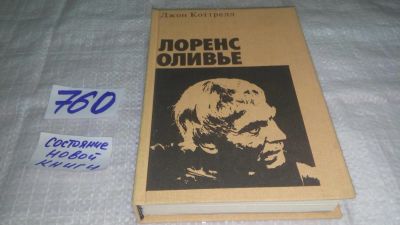 Джон Коттрелл
ЛОРЕНС
ОЛИВЬЕ
760
Состояние
новой
книги